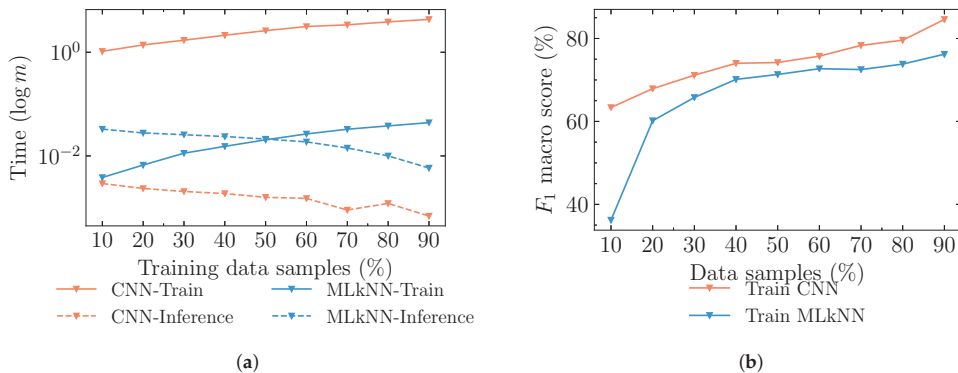 Time (log m)
10^0
10^−2
10 20 30 40 50 60 70 80 90
Training data samples (%)
CNN-Train
MLkNN-Train
CNN-Inference
MLkNN-Inference
(a)
F_1 macro score (%)
80
60
40
10 20 30 40 50 60 70 80 90
Data samples (%)
Train CNN
Train MLkNN
(b)